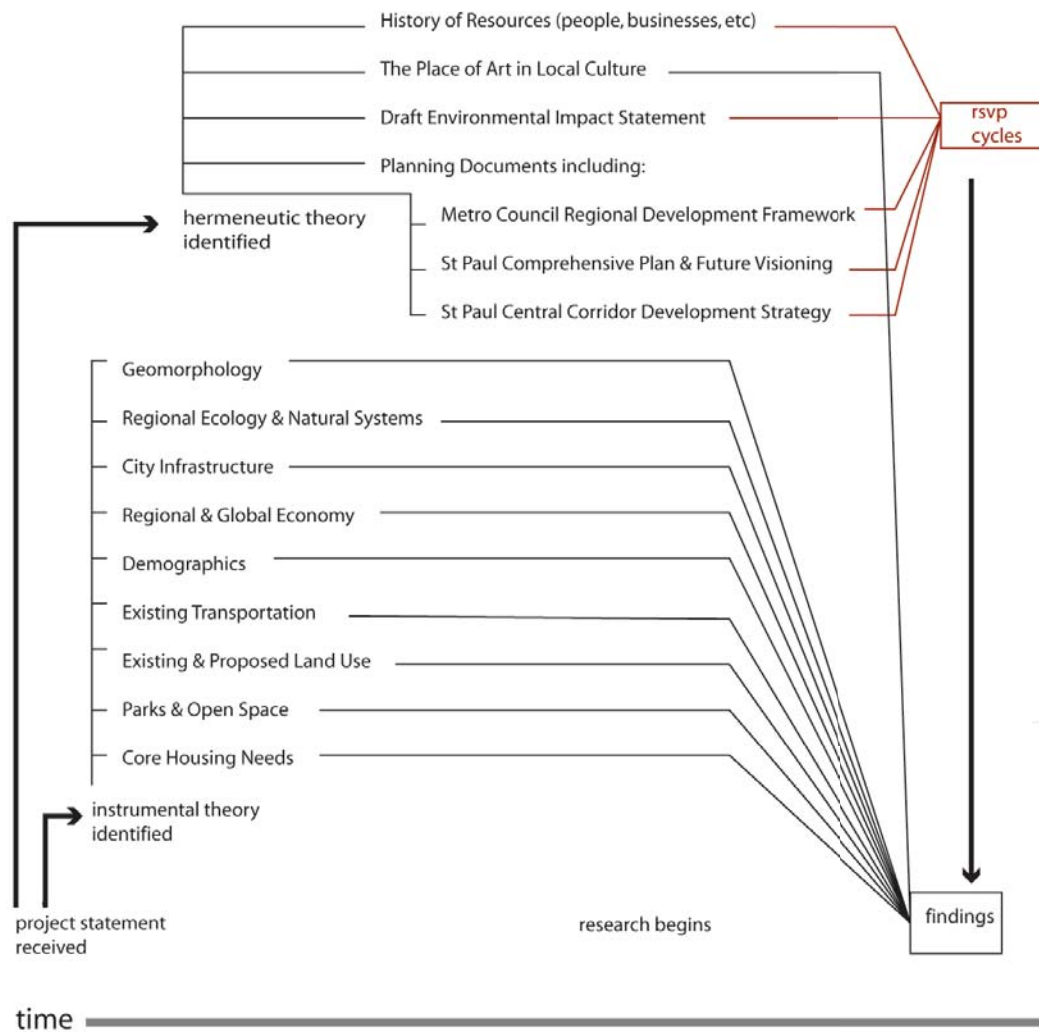 History of Resources (people, businesses, etc)
The Place of Art in Local Culture
Draft Environmental Impact Statement
rsvp
cycles
Planning Documents including:
hermeneutic theory
identified
Metro Council Regional Development Framework
St Paul Comprehensive Plan & Future Visioning
St Paul Central Corridor Development Strategy
Geomorphology
Regional Ecology & Natural Systems
City Infrastructure
Regional & Global Economy
Demographics
Existing Transportation
Existing & Proposed Land Use
Parks & Open Space
Core Housing Needs
instrumental theory
identified
project statement
received
research begins
findings
time